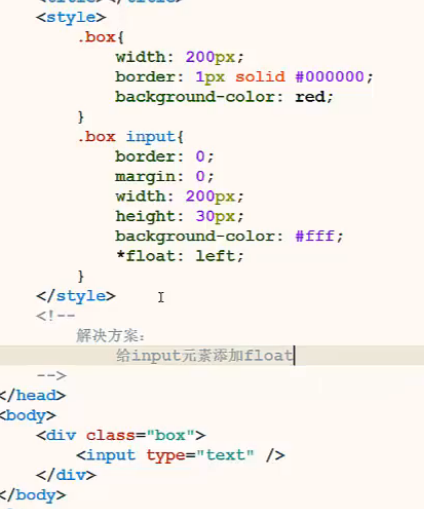 <style>
.box{
width: 200px;
border: 1px solid #000000;
background-color: red;
}
.box input{
border: 0;
margin: 0;
width: 200px;
height: 30px;
background-color: #fff;
*float: left;
}
</style>
<!--
解决方案:
给input元素添加float
-->
</head>
<body>
<div class="box">
<input type="text" />
</div>
</body>